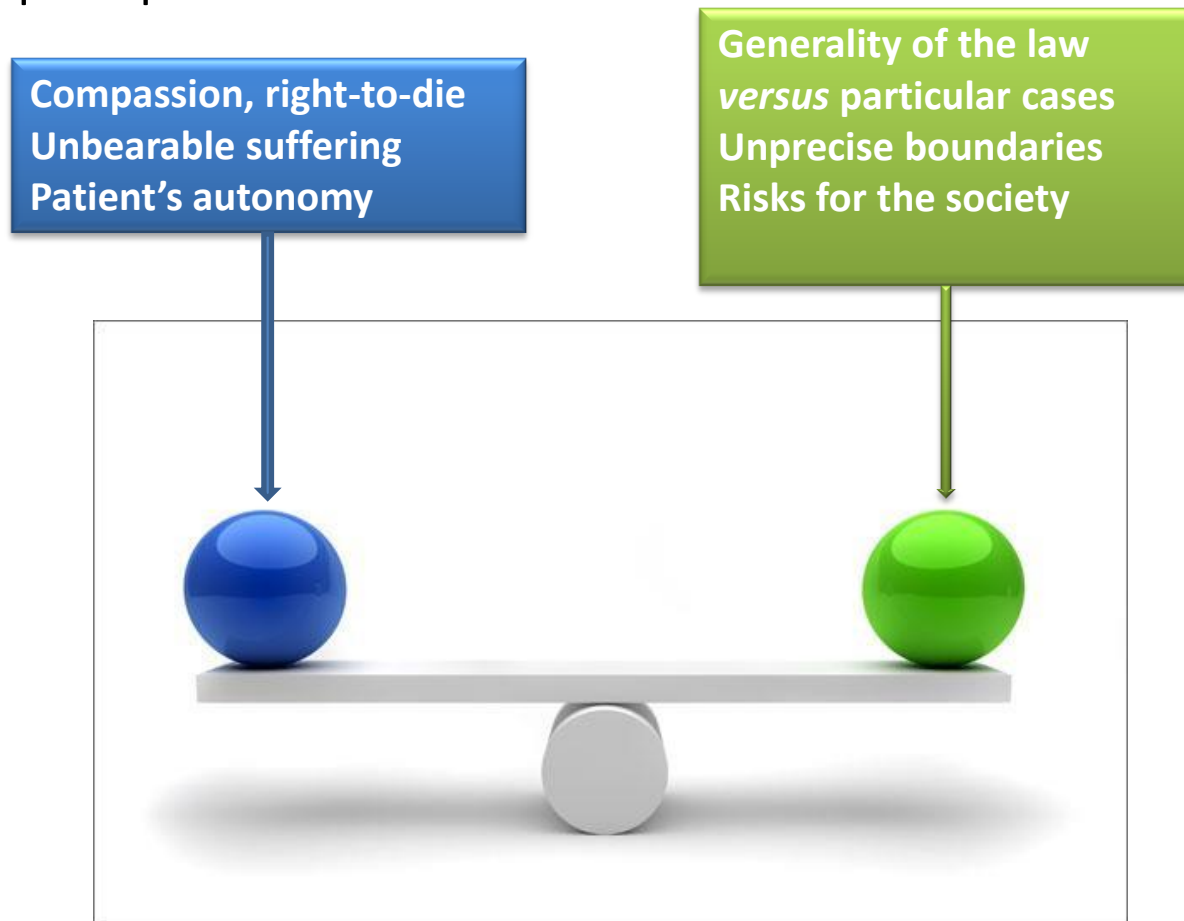 Compassion, right-to-die
Unbearable suffering
Patient's autonomy
Generality of the law
versus particular cases
Unprecise boundaries
Risks for the society